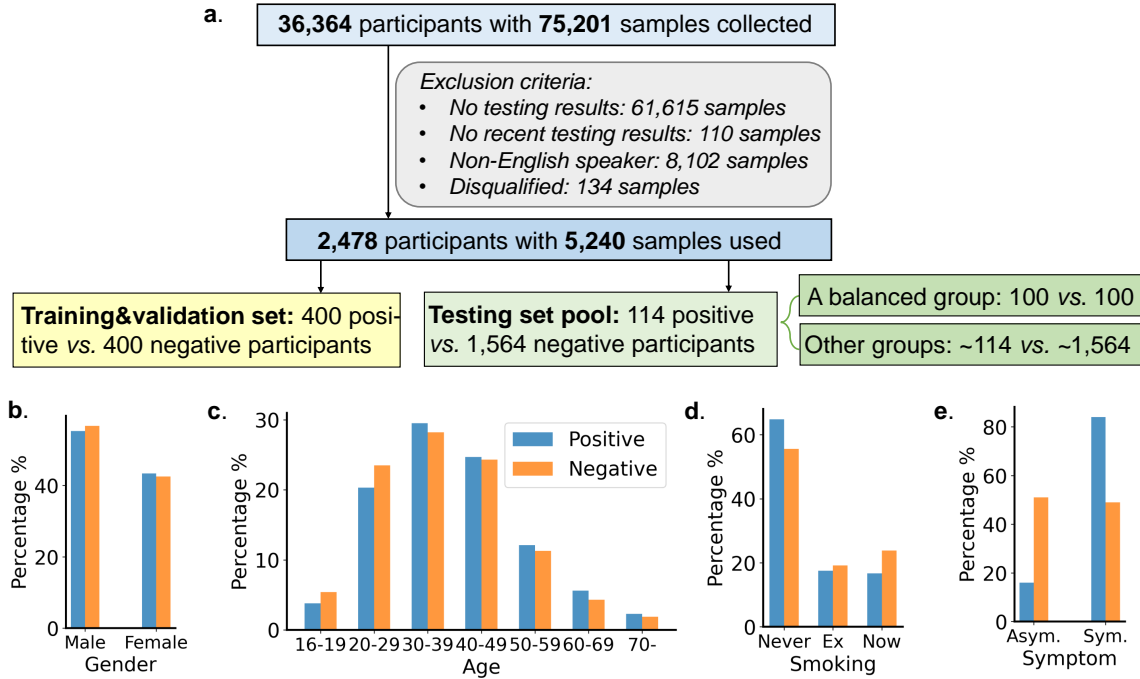 a.
36,364 participants with 75,201 samples collected
Exclusion criteria:
• No testing results: 61,615 samples
• No recent testing results: 110 samples
• Non-English speaker: 8,102 samples
• Disqualified: 134 samples
2,478 participants with 5,240 samples used
Training&validation set: 400 posi-
tive vs. 400 negative participants
Testing set pool: 114 positive
vs. 1,564 negative participants
A balanced group: 100 vs. 100
Other groups: ~114 vs. ~1,564
b.
Percentage %
40
0
Male Female
Gender
c.
Percentage %
30
20
10
0
Positive
Negative
16-19 20-29 30-39 40-49 50-59 60-69 70-
Age
d.
Percentage %
60
40
20
0
Never Ex Now
Smoking
e.
Percentage %
80
60
40
20
0
Asym. Sym.
Symptom